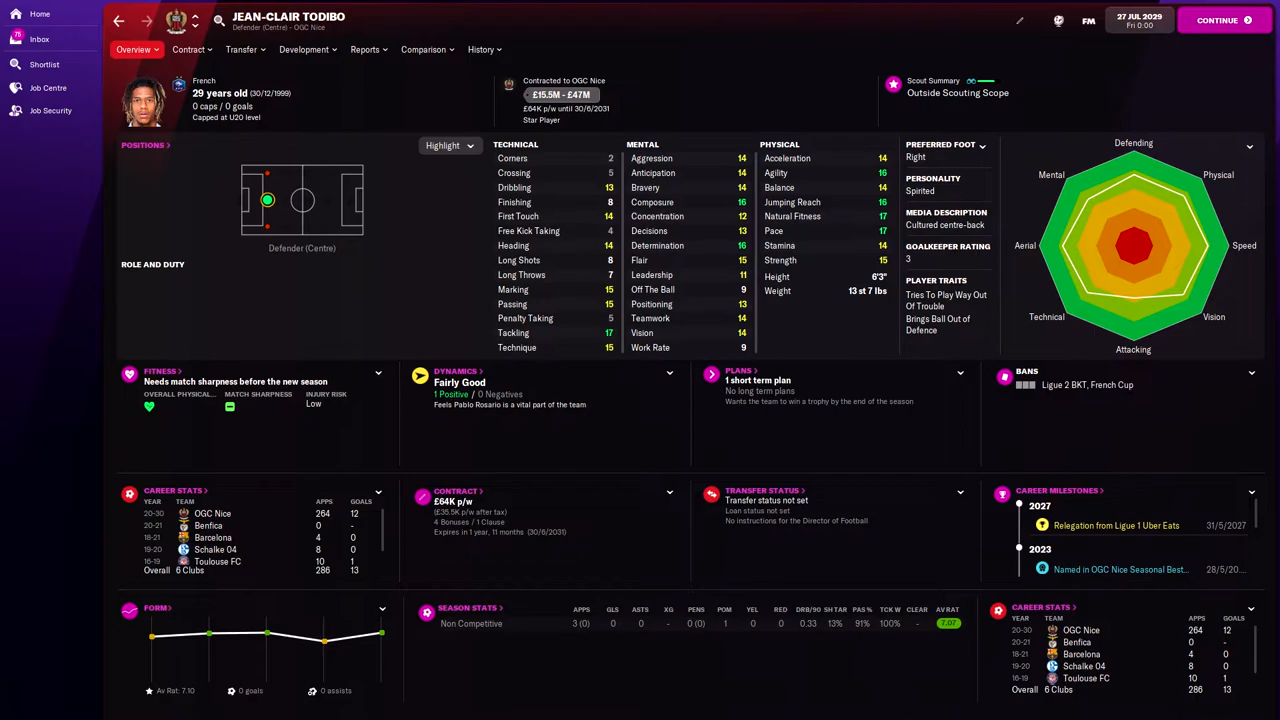 Home
75
Inbox
Shortlist
Job Centre
Job Security
JEAN-CLAIR TODIBO
Defender (Centre) - OGC Nice
FM
27 JUL 2029
Fri 0:00
CONTINUE
Overview
Contract
Transfer
Development
Reports
Comparison
History
French
29 years old (30/12/1999)
0 caps / 0 goals
Capped at U20 level
Contracted to OGC Nice
£15.5M - £47M
£64K p/w until 30/6/2031
Star Player
Scout Summary
Outside Scouting Scope
POSITIONS >
Highlight
Defender (Centre)
ROLE AND DUTY
TECHNICAL
Corners 2
Crossing 5
Dribbling 13
Finishing 8
First Touch 14
Free Kick Taking 4
Heading 14
Long Shots 8
Long Throws 7
Marking 15
Passing 15
Penalty Taking 5
Tackling 17
Technique 15
MENTAL
Aggression 14
Anticipation 14
Bravery 14
Composure 16
Concentration 12
Decisions 13
Determination 16
Flair 15
Leadership 11
Off The Ball 9
Positioning 13
Teamwork 14
Vision 14
Work Rate 9
PHYSICAL
Acceleration 14
Agility 16
Balance 14
Jumping Reach 16
Natural Fitness 17
Pace 17
Stamina 14
Strength 15
Height 6'3"
Weight 13 st 7 lbs
PREFERRED FOOT
Right
PERSONALITY
Spirited
MEDIA DESCRIPTION
Cultured centre-back
GOALKEEPER RATING
3
PLAYER TRAITS
Tries To Play Way Out
Of Trouble
Brings Ball Out of
Defence
Defending
Mental
Physical
Aerial
Speed
Technical
Vision
Attacking
FITNESS >
Needs match sharpness before the new season
OVERALL PHYSICAL... MATCH SHARPNESS INJURY RISK
Low
DYNAMICS >
Fairly Good
1 Positive / 0 Negatives
Feels Pablo Rosario is a vital part of the team
PLANS >
1 short term plan
No long term plans
Wants the team to win a trophy by the end of the season
BANS
Ligue 2 BKT, French Cup
CAREER STATS >
YEAR TEAM APPS GOALS
20-30 OGC Nice 264 12
20-21 Benfica 0 -
18-21 Barcelona 4 0
19-20 Schalke 04 8 0
16-19 Toulouse FC 10 1
Overall 6 Clubs 286 13
CONTRACT >
£64K p/w
(£35.5K p/w after tax)
4 Bonuses / 1 Clause
Expires in 1 year, 11 months (30/6/2031)
TRANSFER STATUS >
Transfer status not set
Loan status not set
No instructions for the Director of Football
CAREER MILESTONES >
2027
Relegation from Ligue 1 Uber Eats 31/5/2027
2023
Named in OGC Nice Seasonal Best... 28/5/20...
FORM >
Av Rat: 7.10
0 goals
0 assists
SEASON STATS >
APPS GLS ASTS XG PENS POM YEL RED DRB/90 SH TAR PAS % TCK W CLEAR AV RAT
Non Competitive 3 (0) 0 0 - 0 (0) 1 0 0 0.33 13% 91% 100% - 7.07
CAREER STATS >
YEAR TEAM APPS GOALS
20-30 OGC Nice 264 12
20-21 Benfica 0 -
18-21 Barcelona 4 0
19-20 Schalke 04 8 0
16-19 Toulouse FC 10 1
Overall 6 Clubs 286 13